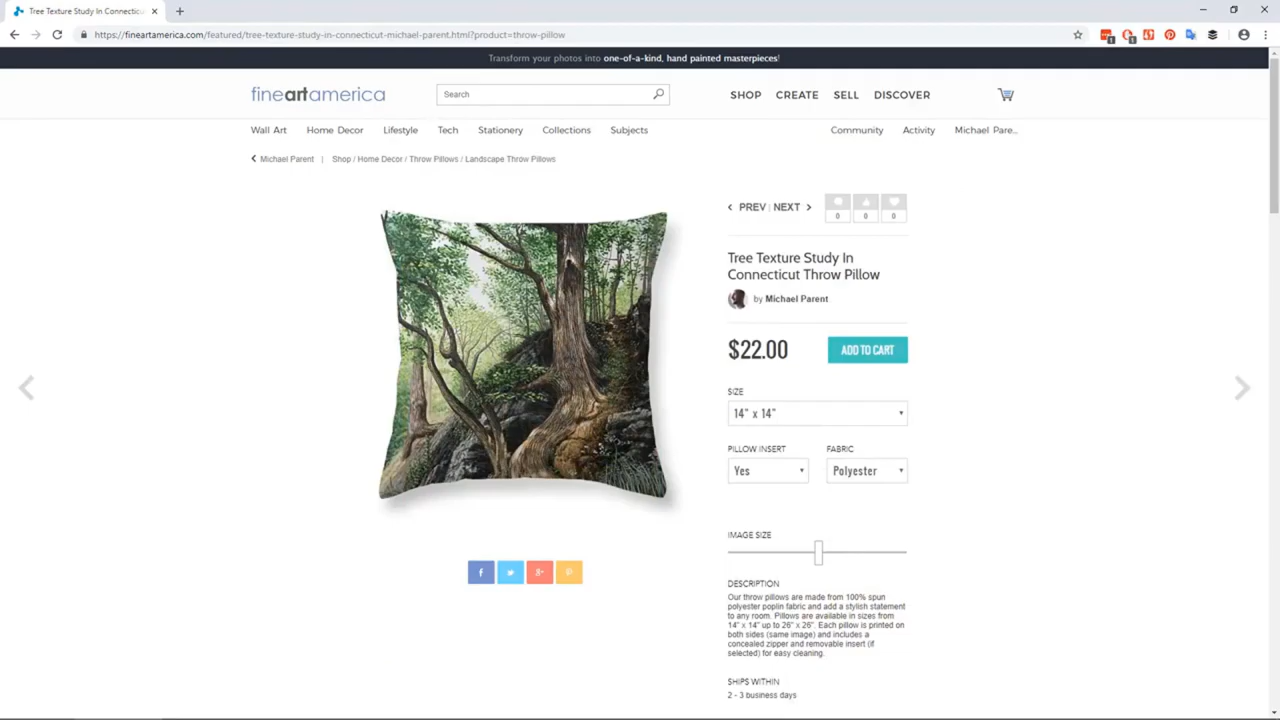 Tree Texture Study In Connecticu
https://fineartamerica.com/featured/tree-texture-study-in-connecticut-michael-parent.html?product=throw-pillow
1
1
Transform your photos into one-of-a-kind, hand painted masterpieces!
fineartamerica
Search
SHOP CREATE SELL DISCOVER
Wall Art Home Decor Lifestyle Tech Stationery Collections Subjects
Community Activity Michael Pare...
Michael Parent | Shop / Home Decor / Throw Pillows / Landscape Throw Pillows
PREV | NEXT
0 0 0
Tree Texture Study In
Connecticut Throw Pillow
by Michael Parent
$22.00 ADD TO CART
SIZE
14" x 14"
PILLOW INSERT FABRIC
Yes Polyester
IMAGE SIZE
f g+
DESCRIPTION
Our throw pillows are made from 100% spun
polyester poplin fabric and add a stylish statement
to any room. Pillows are available in sizes from
14" x 14" up to 26" x 26". Each pillow is printed on
both sides (same image) and includes a
concealed zipper and removable insert (if
selected) for easy cleaning.
SHIPS WITHIN
2 - 3 business days